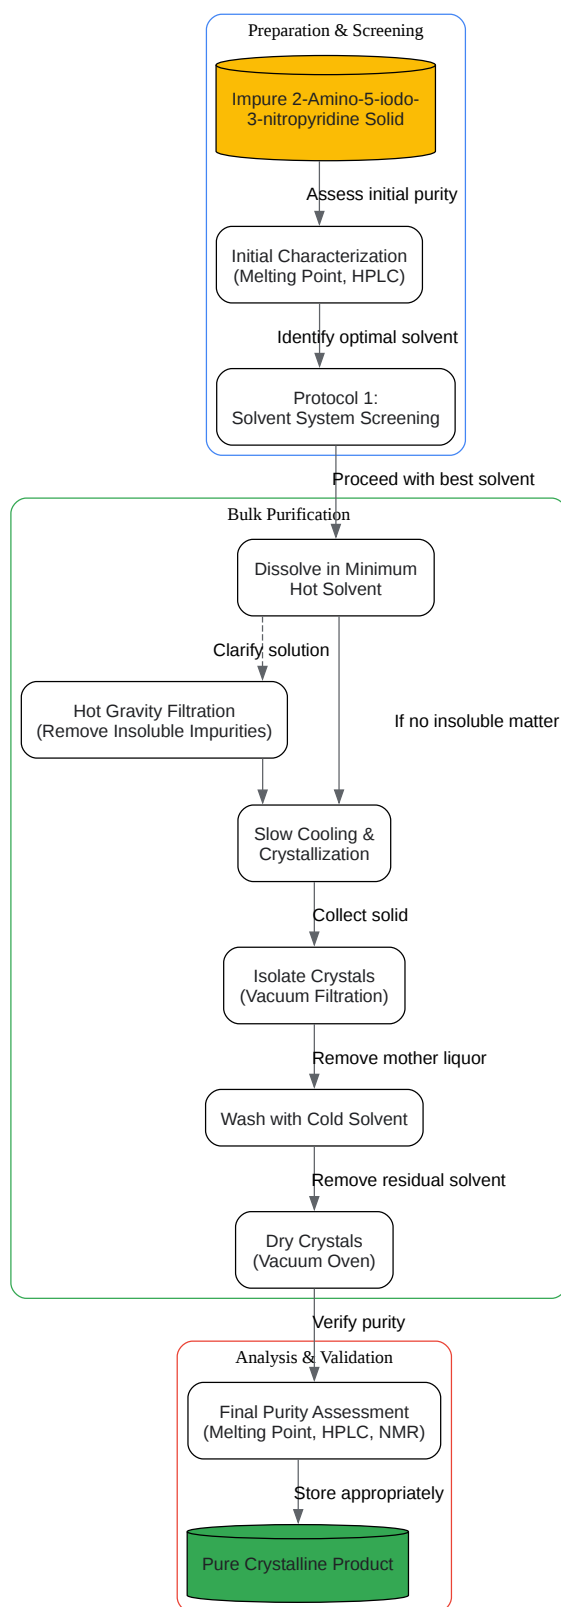 Preparation & Screening
Impure 2-Amino-5-iodo-
3-nitropyridine Solid
Assess initial purity
Initial Characterization
(Melting Point, HPLC)
Identify optimal solvent
Protocol 1:
Solvent System Screening
Proceed with best solvent
Bulk Purification
Dissolve in Minimum
Hot Solvent
Clarify solution
Hot Gravity Filtration
(Remove Insoluble Impurities)
If no insoluble matter
Slow Cooling &
Crystallization
Collect solid
Isolate Crystals
(Vacuum Filtration)
Remove mother liquor
Wash with Cold Solvent
Remove residual solvent
Dry Crystals
(Vacuum Oven)
Verify purity
Analysis & Validation
Final Purity Assessment
(Melting Point, HPLC, NMR)
Store appropriately
Pure Crystalline Product